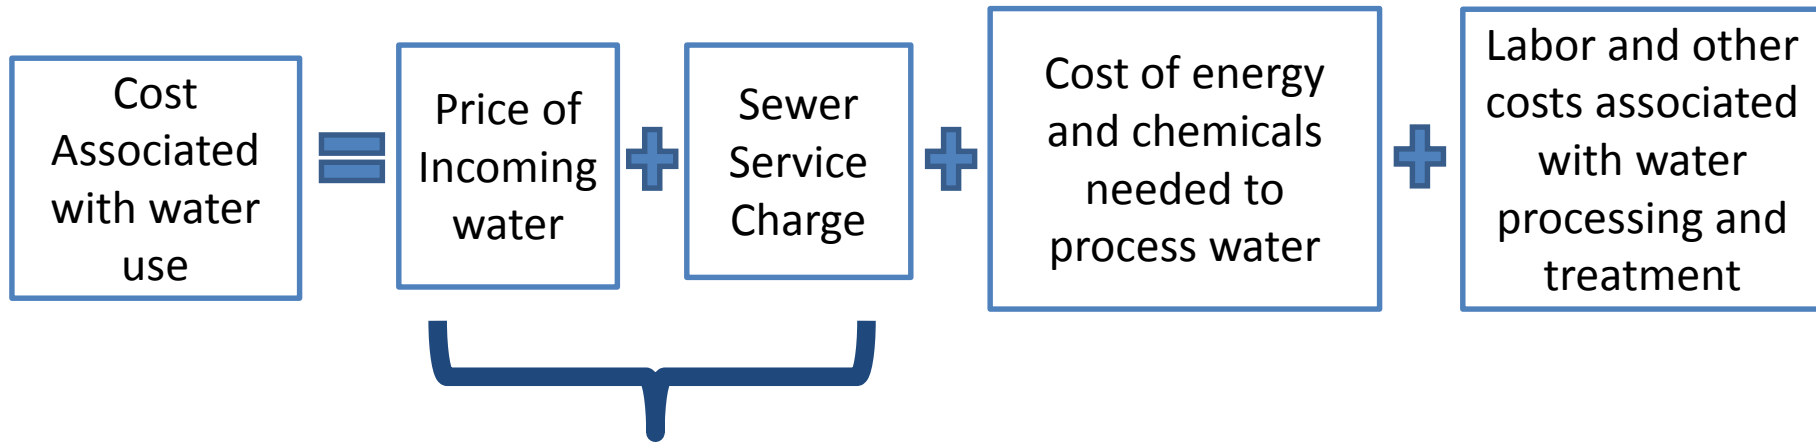 Cost
Associated
with water
use
Price of
Incoming
water
Sewer
Service
Charge
Cost of energy
and chemicals
needed to
process water
Labor and other
costs associated
with water
processing and
treatment